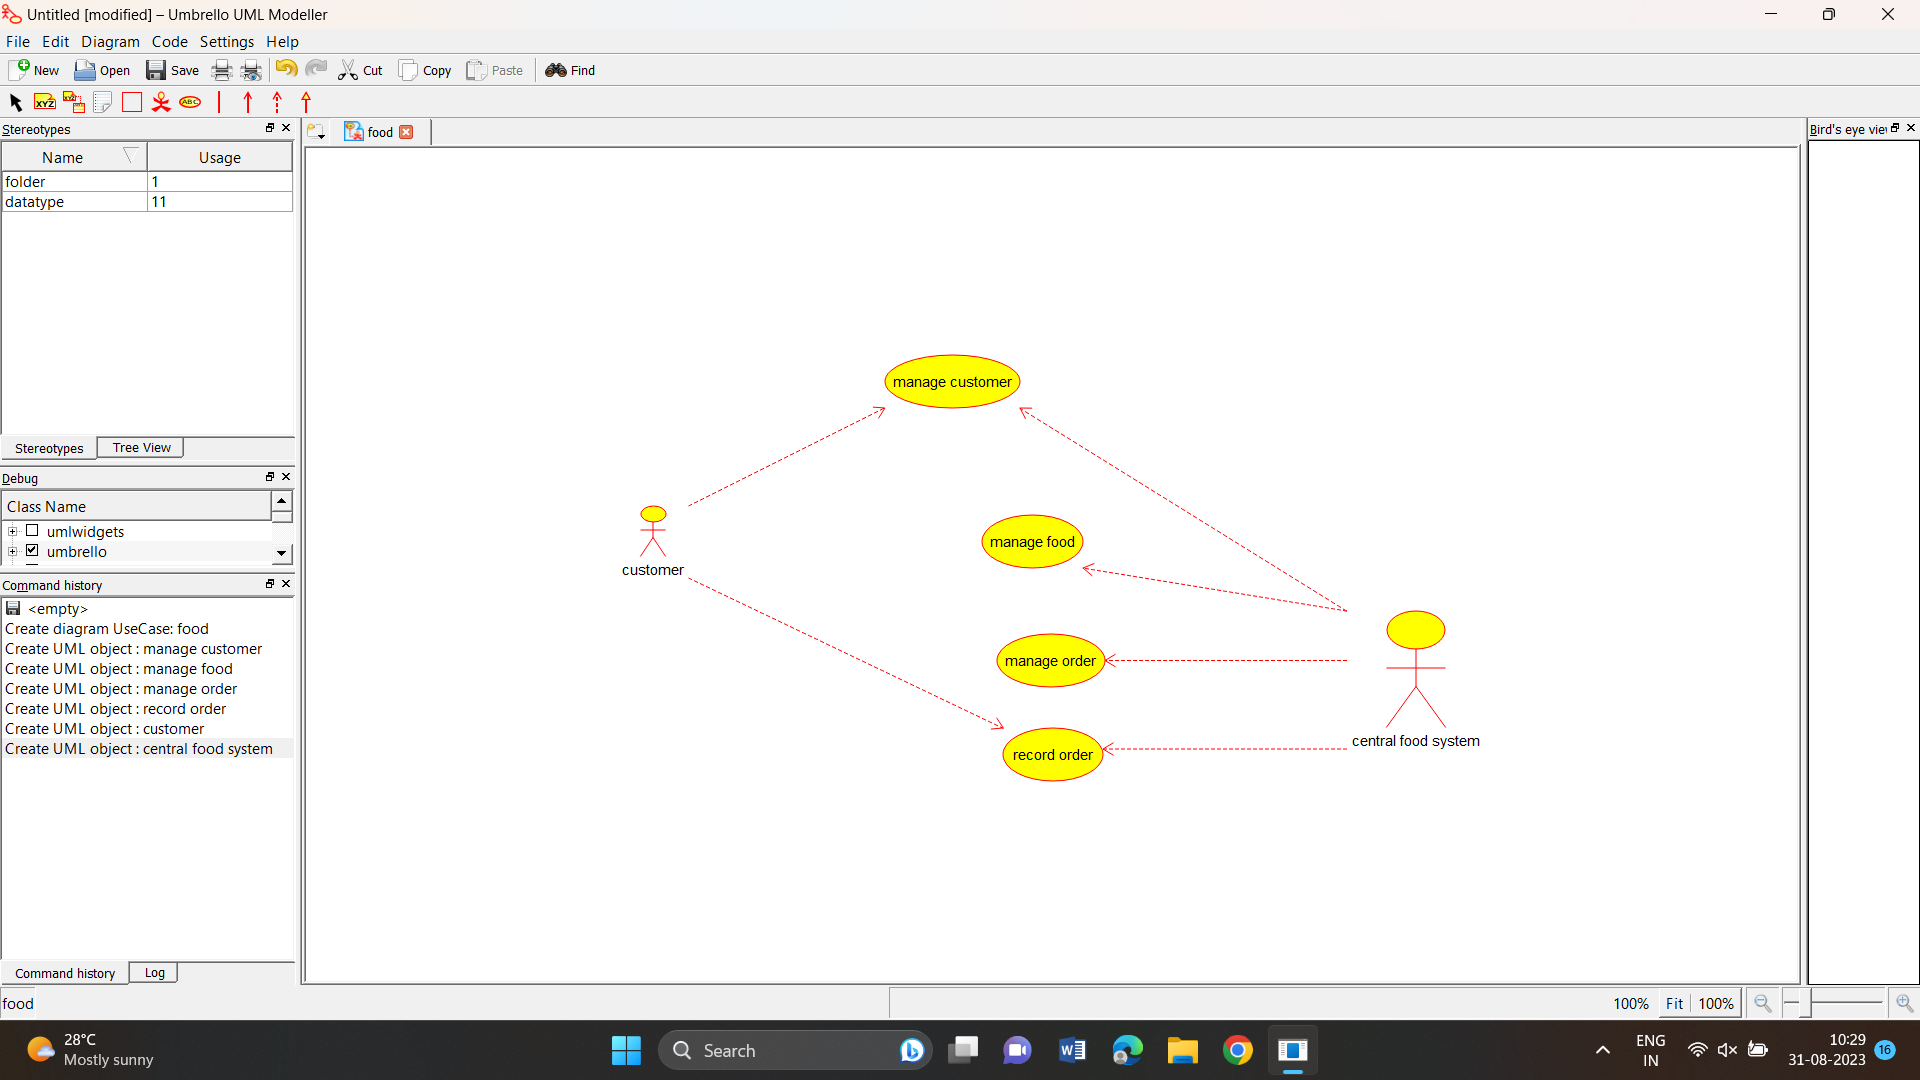 Untitled [modified] – Umbrello UML Modeller
File Edit Diagram Code Settings Help
New Open Save Cut Copy Paste Find
XYZ XYZ ABC
Stereotypes
Name Usage
folder 1
datatype 11
Stereotypes Tree View
Debug
Class Name
umlwidgets
umbrello
Command history
<empty>
Create diagram UseCase: food
Create UML object : manage customer
Create UML object : manage food
Create UML object : manage order
Create UML object : record order
Create UML object : customer
Create UML object : central food system
Command history Log
food
food
manage customer
manage food
customer
manage order
central food system
record order
Bird's eye view
100% Fit 100%
28°C
Mostly sunny
Search
ENG
IN
10:29
31-08-2023
16